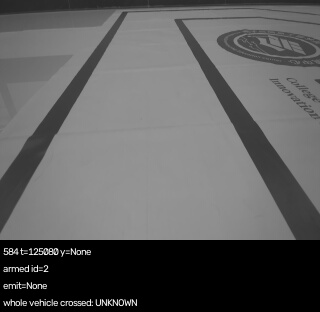 College
Innovation
584 t=125080 y=None
armed id=2
emit=None
whole vehicle crossed: UNKNOWN